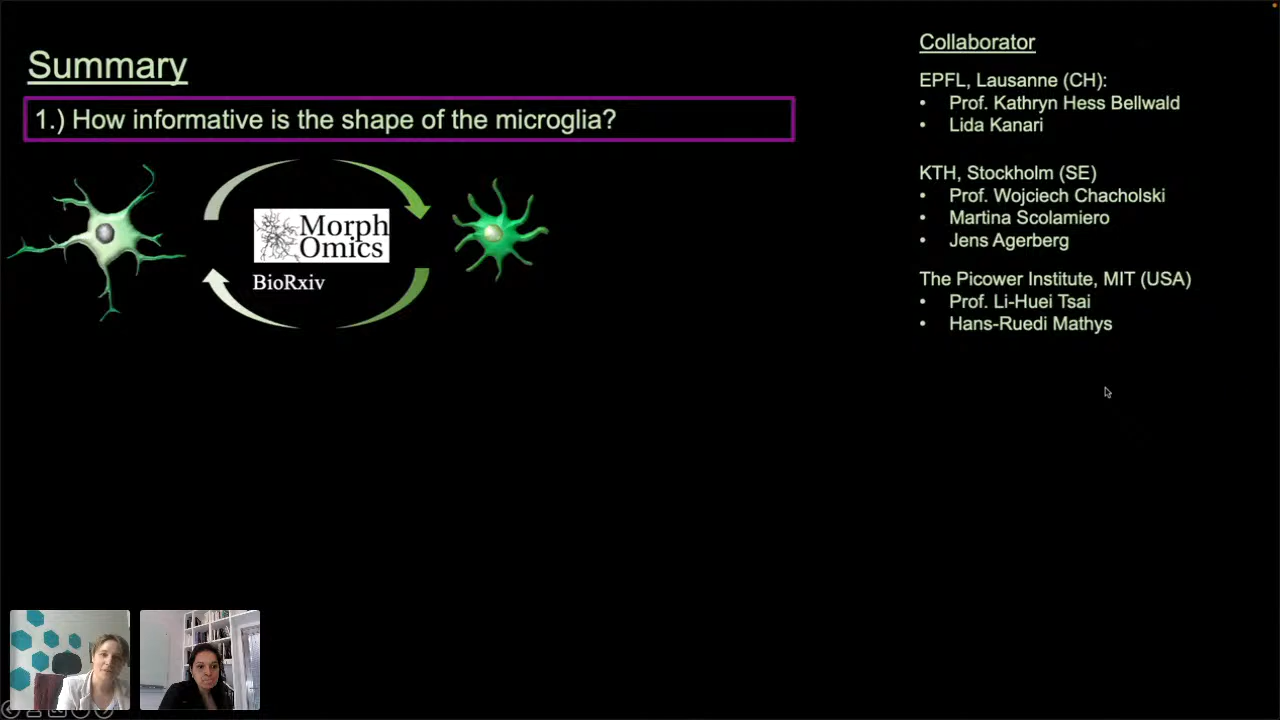 Summary
1.) How informative is the shape of the microglia?
Morph
Omics
BioRxiv
Collaborator
EPFL, Lausanne (CH):
• Prof. Kathryn Hess Bellwald
• Lida Kanari
KTH, Stockholm (SE)
• Prof. Wojciech Chacholski
• Martina Scolamiero
• Jens Agerberg
The Picower Institute, MIT (USA)
• Prof. Li-Huei Tsai
• Hans-Ruedi Mathys